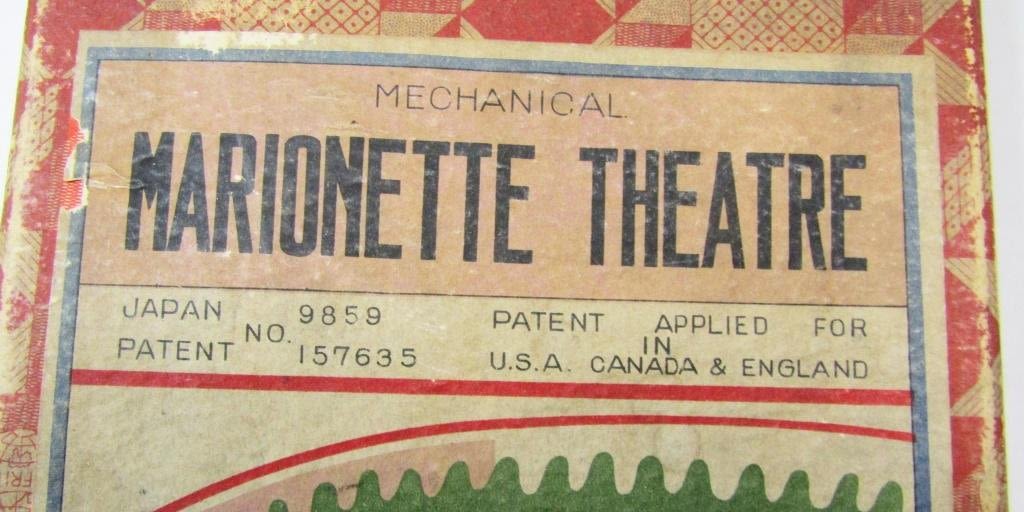 MECHANICAL.
MARIONETTE THEATRE
JAPAN PATENT NO. 9859 157635
PATENT APPLIED FOR
IN
U.S.A. CANADA & ENGLAND